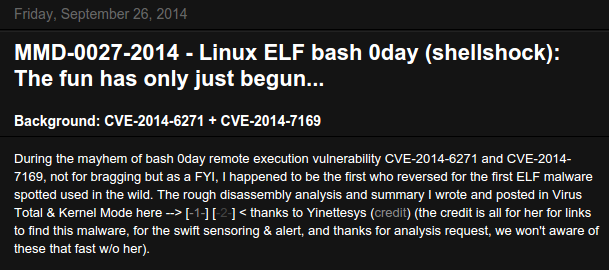 Friday, September 26, 2014
MMD-0027-2014 - Linux ELF bash 0day (shellshock):
The fun has only just begun...
Background: CVE-2014-6271 + CVE-2014-7169
During the mayhem of bash 0day remote execution vulnerability CVE-2014-6271 and CVE-2014-
7169, not for bragging but as a FYI, I happened to be the first who reversed for the first ELF malware
spotted used in the wild. The rough disassembly analysis and summary I wrote and posted in Virus
Total & Kernel Mode here --> [-1-] [-2-] < thanks to Yinettesys (credit) (the credit is all for her for links
to find this malware, for the swift sensoring & alert, and thanks for analysis request, we won't aware of
these that fast w/o her).